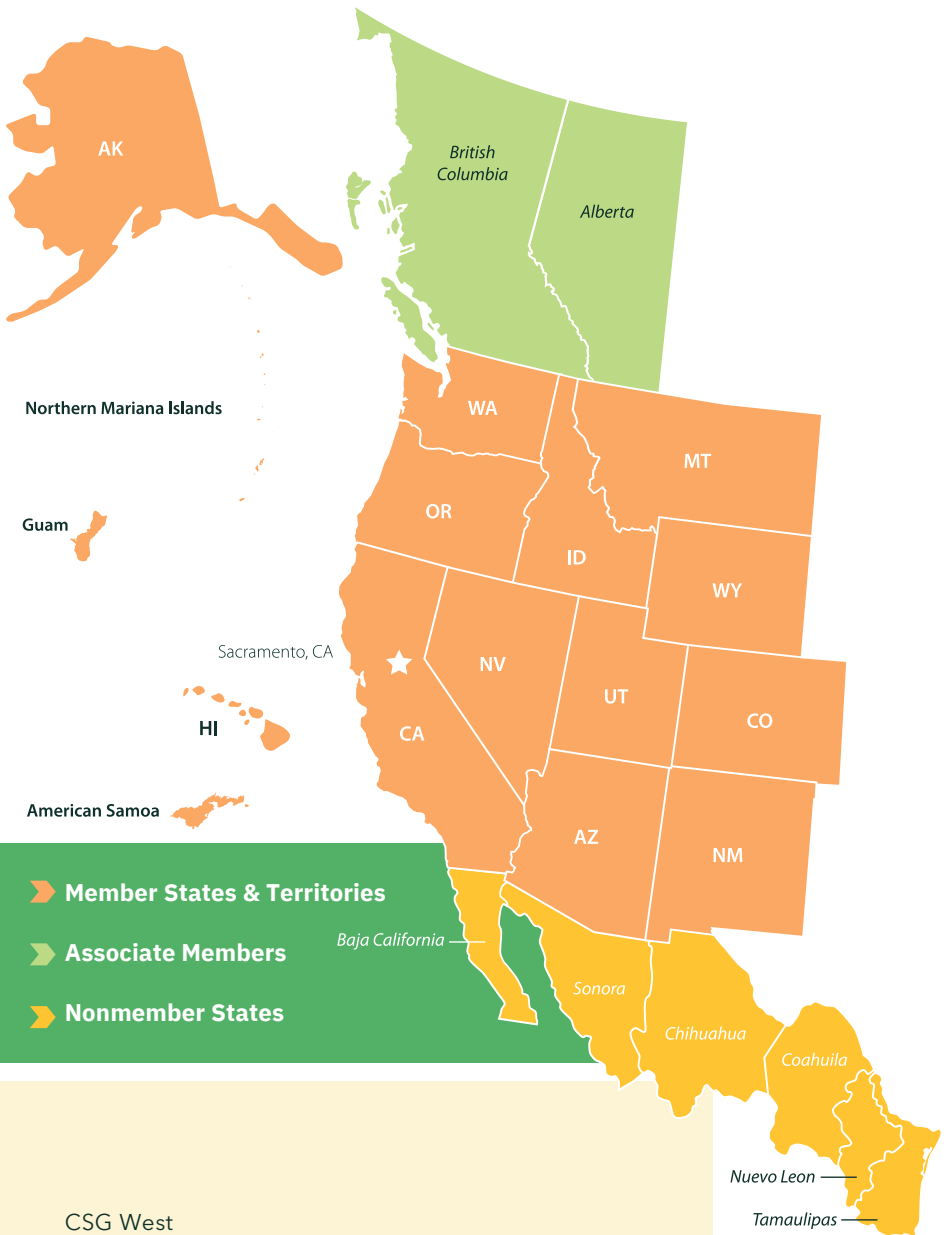 AK
British
Columbia
Alberta
Northern Mariana Islands
WA
MT
Guam
OR
ID
WY
Sacramento, CA
NV
UT
HI
CA
CO
American Samoa
AZ
NM
Member States & Territories
Associate Members
Baja California
Nonmember States
Sonora
Chihuahua
Coahuila
Nuevo Leon
Tamaulipas
CSG West